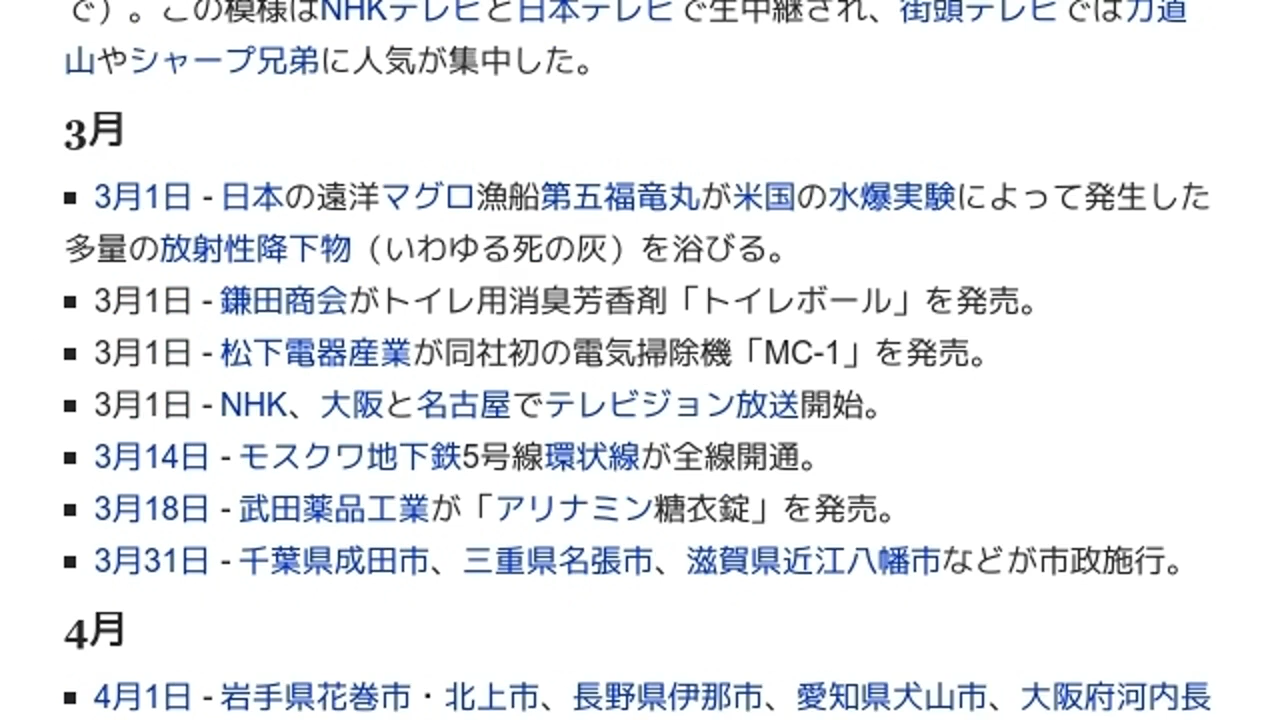 で）。この模様はNHKテレビと日本テレビで生中継され、街頭テレビでは力道
山やシャープ兄弟に人気が集中した。
3月
▪ 3月1日 - 日本の遠洋マグロ漁船第五福竜丸が米国の水爆実験によって発生した
多量の放射性降下物（いわゆる死の灰）を浴びる。
▪ 3月1日 - 鎌田商会がトイレ用消臭芳香剤「トイレボール」を発売。
▪ 3月1日 - 松下電器産業が同社初の電気掃除機「MC-1」を発売。
▪ 3月1日 - NHK、大阪と名古屋でテレビジョン放送開始。
▪ 3月14日 - モスクワ地下鉄5号線環状線が全線開通。
▪ 3月18日 - 武田薬品工業が「アリナミン糖衣錠」を発売。
▪ 3月31日 - 千葉県成田市、三重県名張市、滋賀県近江八幡市などが市政施行。
4月
▪ 4月1日 - 岩手県花巻市・北上市、長野県伊那市、愛知県犬山市、大阪府河内長